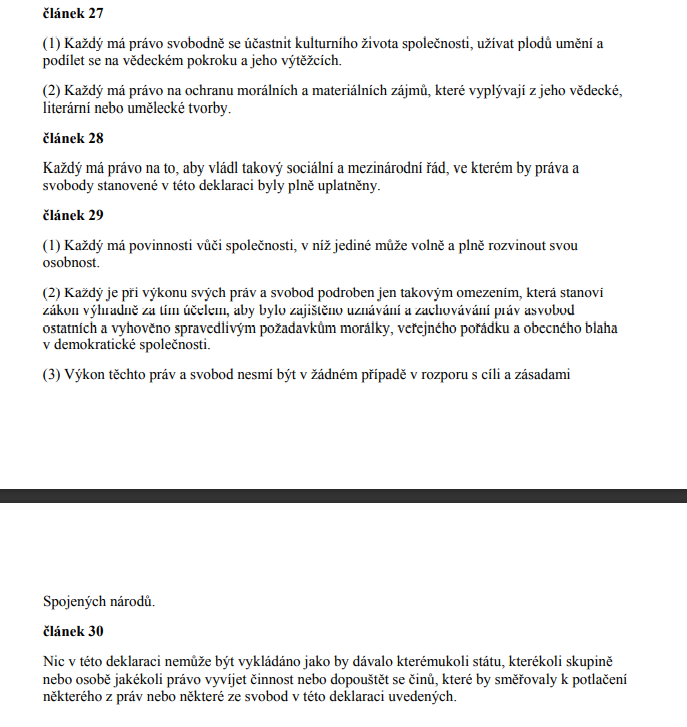 článek 27
(1) Každý má právo svobodně se účastnit kulturního života společnosti, užívat plodů umění a
podílet se na vědeckém pokroku a jeho výtěžcích.
(2) Každý má právo na ochranu morálních a materiálních zájmů, které vyplývají z jeho vědecké,
literární nebo umělecké tvorby.
článek 28
Každý má právo na to, aby vládl takový sociální a mezinárodní řád, ve kterém by práva a
svobody stanovené v této deklaraci byly plně uplatněny.
článek 29
(1) Každý má povinnosti vůči společnosti, v níž jediné může volně a plně rozvinout svou
osobnost.
(2) Každý je při výkonu svých práv a svobod podroben jen takovým omezením, která stanoví
zákon výhradně za tím účelem, aby bylo zajištěno uznávání a zachovávání práv asvobod
ostatních a vyhověno spravedlivým požadavkům morálky, veřejného pořádku a obecného blaha
v demokratické společnosti.
(3) Výkon těchto práv a svobod nesmí být v žádném případě v rozporu s cíli a zásadami
Spojených národů.
článek 30
Nic v této deklaraci nemůže být vykládáno jako by dávalo kterémukoli státu, kterékoli skupině
nebo osobě jakékoli právo vyvíjet činnost nebo dopouštět se činů, které by směřovaly k potlačení
některého z práv nebo některé ze svobod v této deklaraci uvedených.